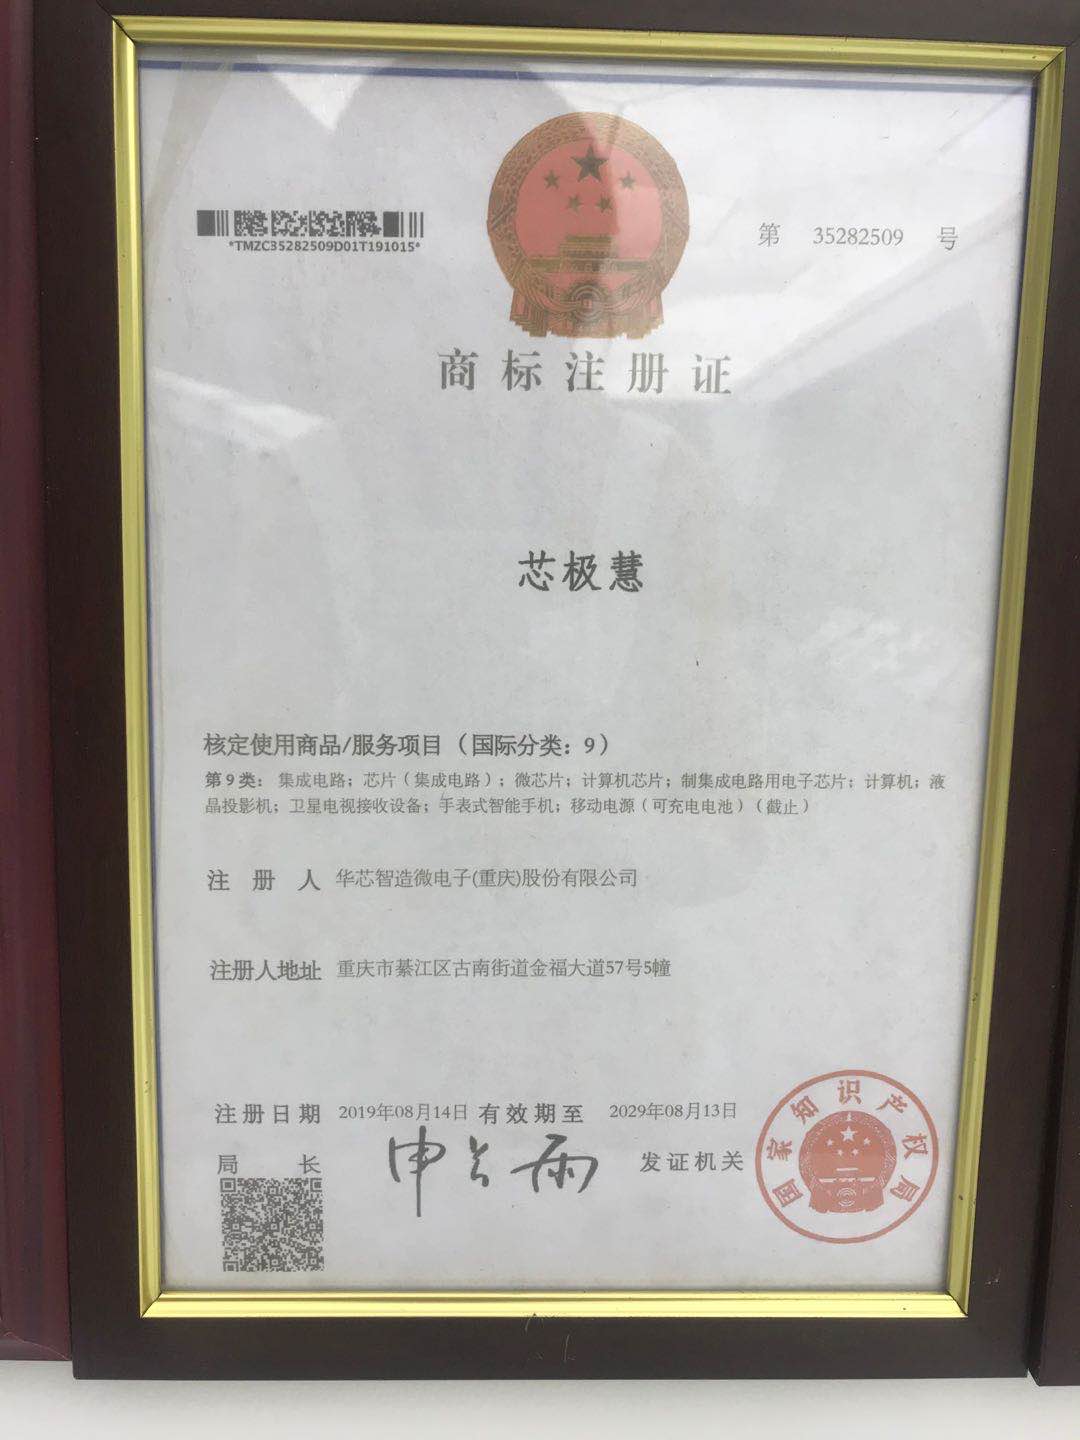 *TMZC35282509D01T191015*
第 35282509 号
商标注册证
芯极慧
核定使用商品/服务项目（国际分类：9）
第9类：集成电路；芯片（集成电路）；微芯片；计算机芯片；制集成电路用电子芯片；计算机；液
晶投影机；卫星电视接收设备；手表式智能手机；移动电源（可充电电池）（截止）
注册人 华芯智造微电子(重庆)股份有限公司
注册人地址 重庆市綦江区古南街道金福大道57号5幢
注册日期 2019年08月14日 有效期至 2029年08月13日
局长 申长雨 发证机关
国家知识产权局